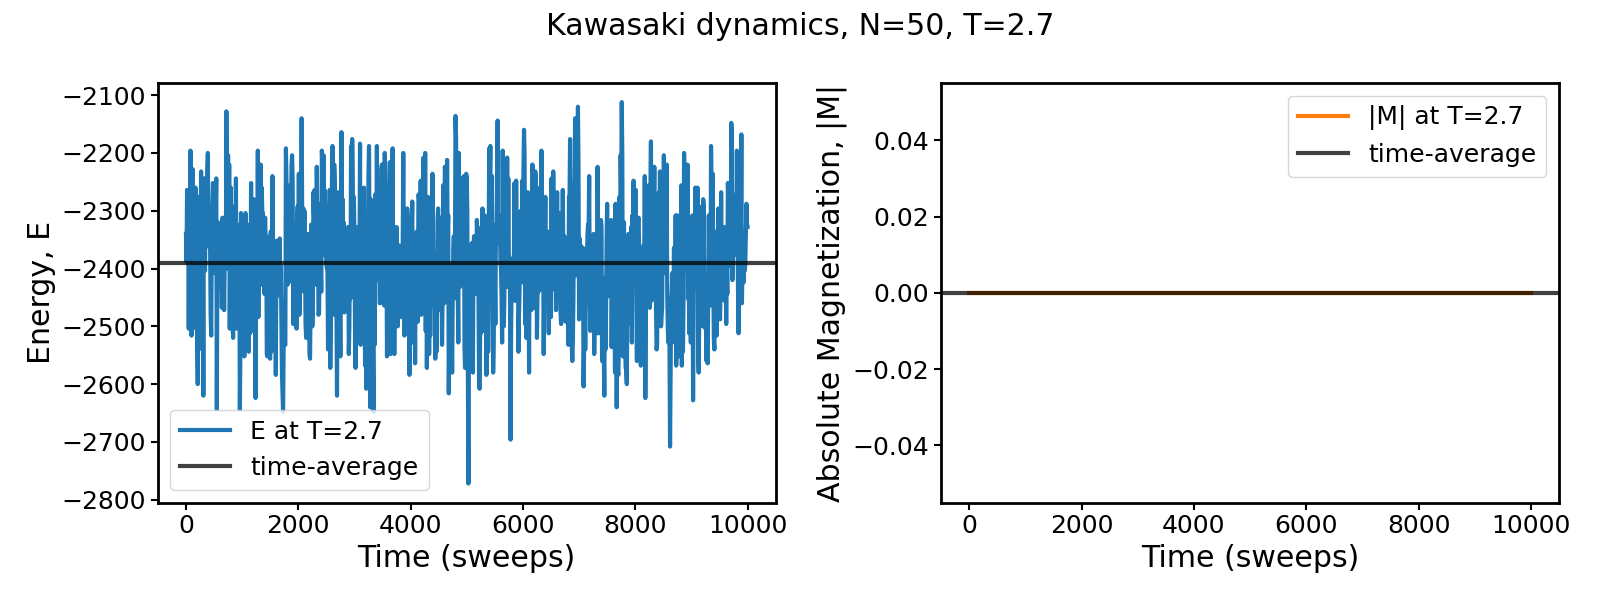 Kawasaki dynamics, N=50, T=2.7
Energy, E
−2100
−2200
−2300
−2400
−2500
−2600
−2700
−2800
E at T=2.7
time-average
0
2000
4000
6000
8000
10000
Time (sweeps)
Absolute Magnetization, |M|
0.04
0.02
0.00
−0.02
−0.04
|M| at T=2.7
time-average
0
2000
4000
6000
8000
10000
Time (sweeps)